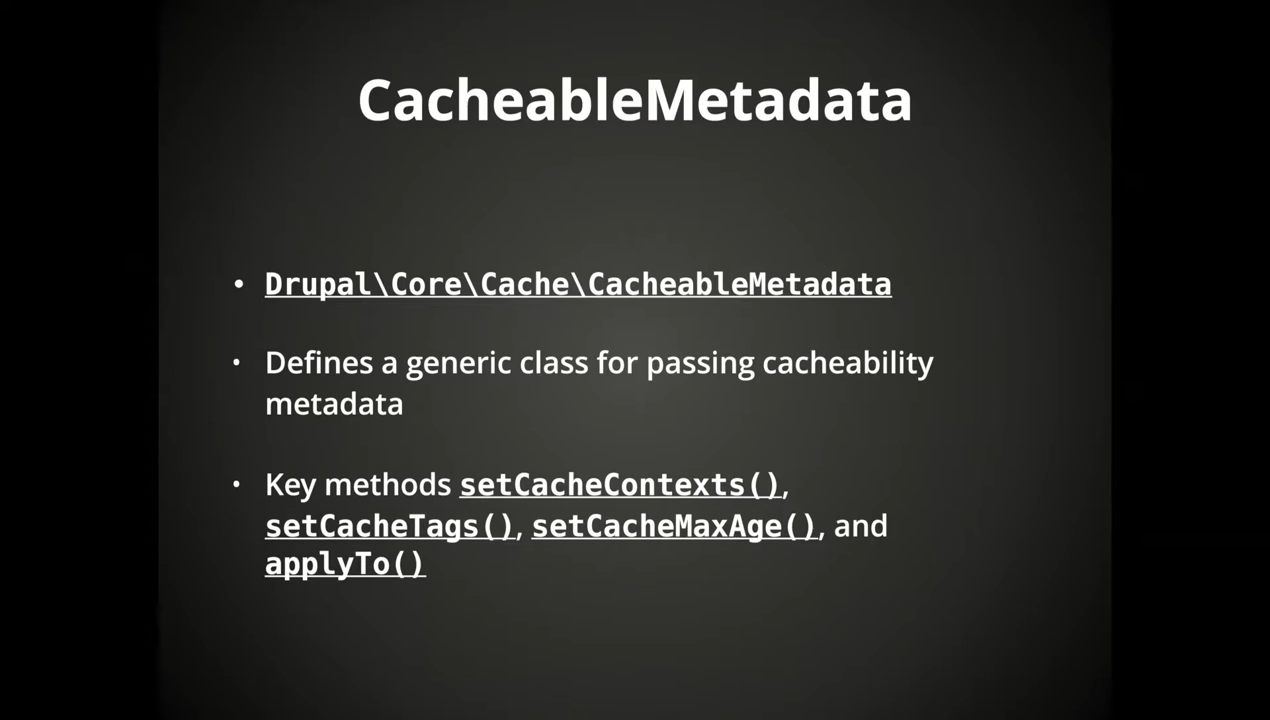 CacheableMetadata
• Drupal\Core\Cache\CacheableMetadata
• Defines a generic class for passing cacheability
metadata
• Key methods setCacheContexts(),
setCacheTags(), setCacheMaxAge(), and
applyTo()